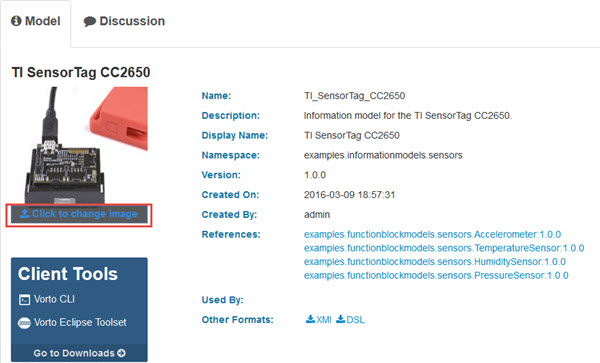 Model
Discussion
TI SensorTag CC2650
Click to change image
Name: TI_SensorTag_CC2650
Description: Information model for the TI SensorTag CC2650.
Display Name: TI SensorTag CC2650
Namespace: examples.informationmodels.sensors
Version: 1.0.0
Created On: 2016-03-09 18:57:31
Created By: admin
References: examples.functionblockmodels.sensors.Accelerometer:1.0.0
examples.functionblockmodels.sensors.TemperatureSensor:1.0.0
examples.functionblockmodels.sensors.HumiditySensor:1.0.0
examples.functionblockmodels.sensors.PressureSensor:1.0.0
Used By:
Other Formats: XMI DSL
Client Tools
Vorto CLI
Vorto Eclipse Toolset
Go to Downloads